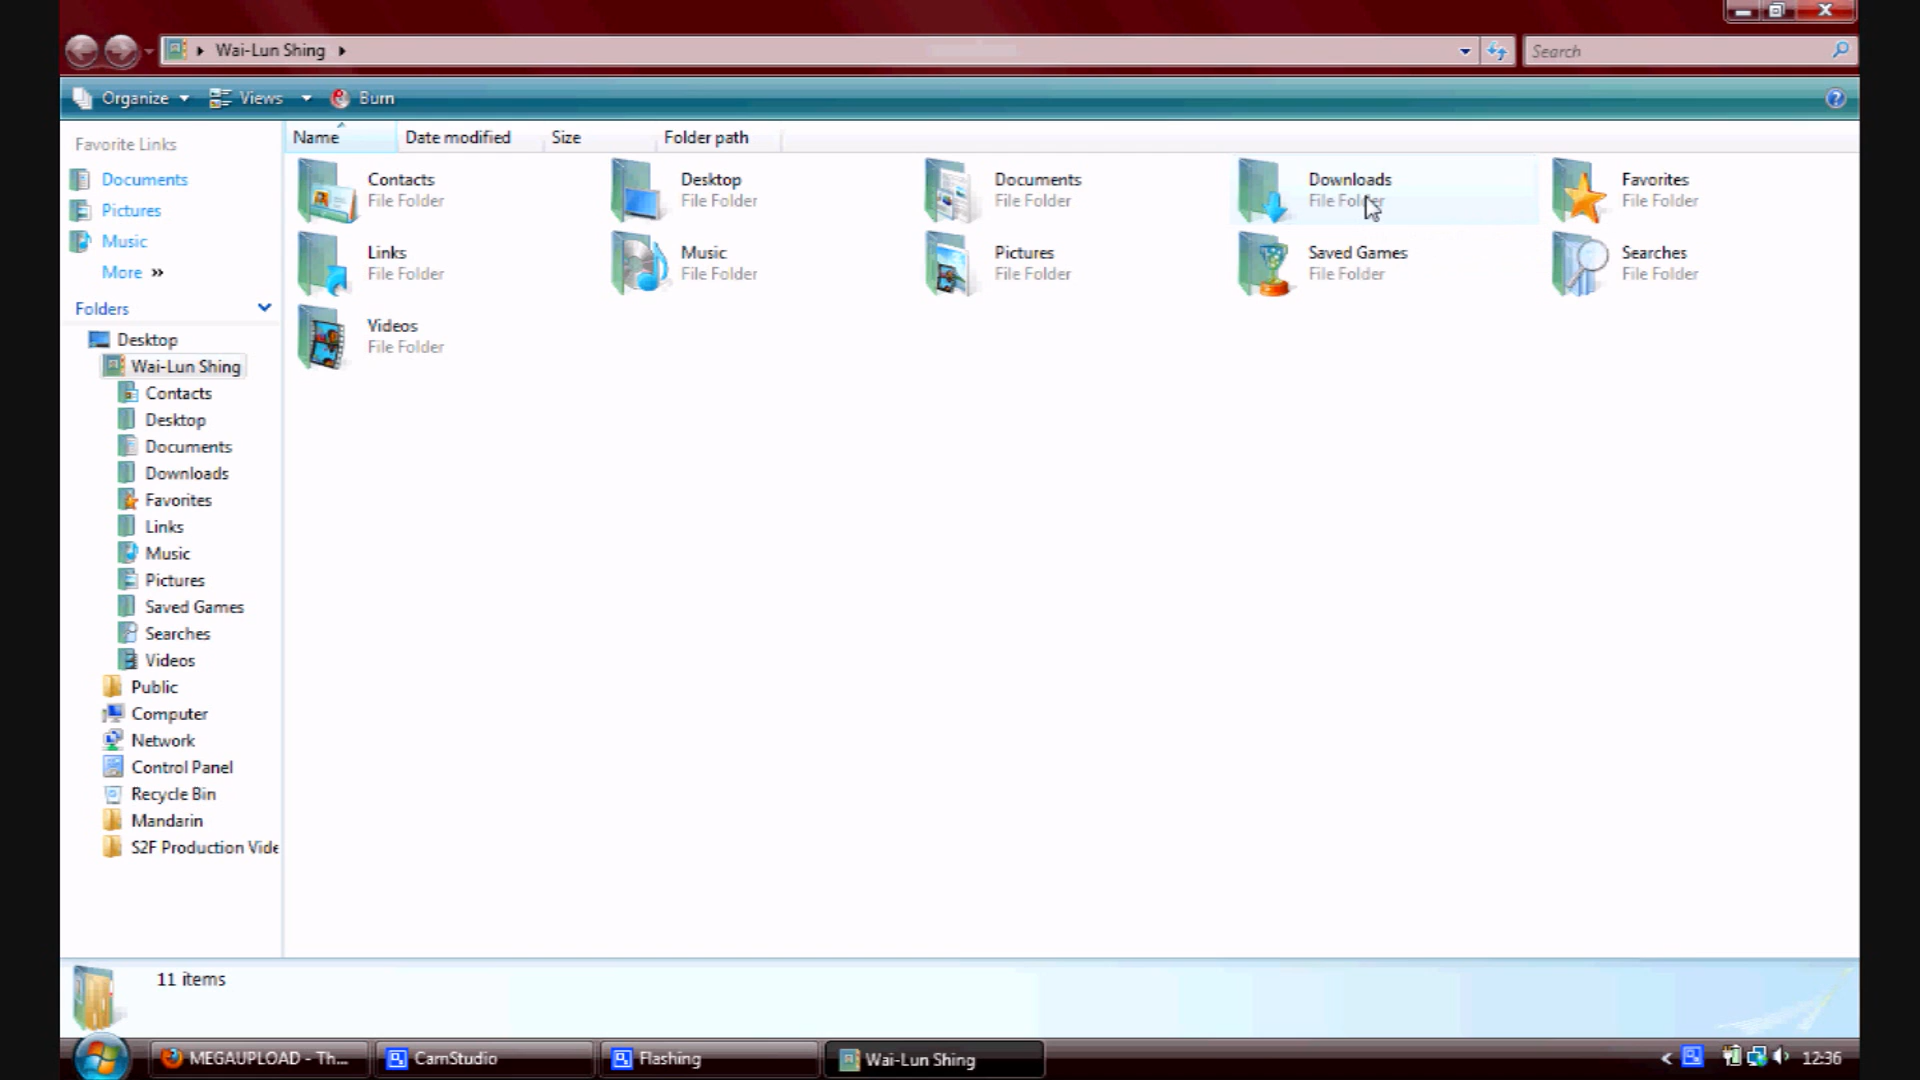 Wai-Lun Shing
Search
Organize Views Burn
Favorite Links
Documents
Pictures
Music
More »
Folders
Desktop
Wai-Lun Shing
Contacts
Desktop
Documents
Downloads
Favorites
Links
Music
Pictures
Saved Games
Searches
Videos
Public
Computer
Network
Control Panel
Recycle Bin
Mandarin
S2F Production Vide
Name Date modified Size Folder path
Contacts
File Folder
Desktop
File Folder
Documents
File Folder
Downloads
File Folder
Favorites
File Folder
Links
File Folder
Music
File Folder
Pictures
File Folder
Saved Games
File Folder
Searches
File Folder
Videos
File Folder
11 items
MEGAUPLOAD - Th... CamStudio Flashing Wai-Lun Shing 12:36